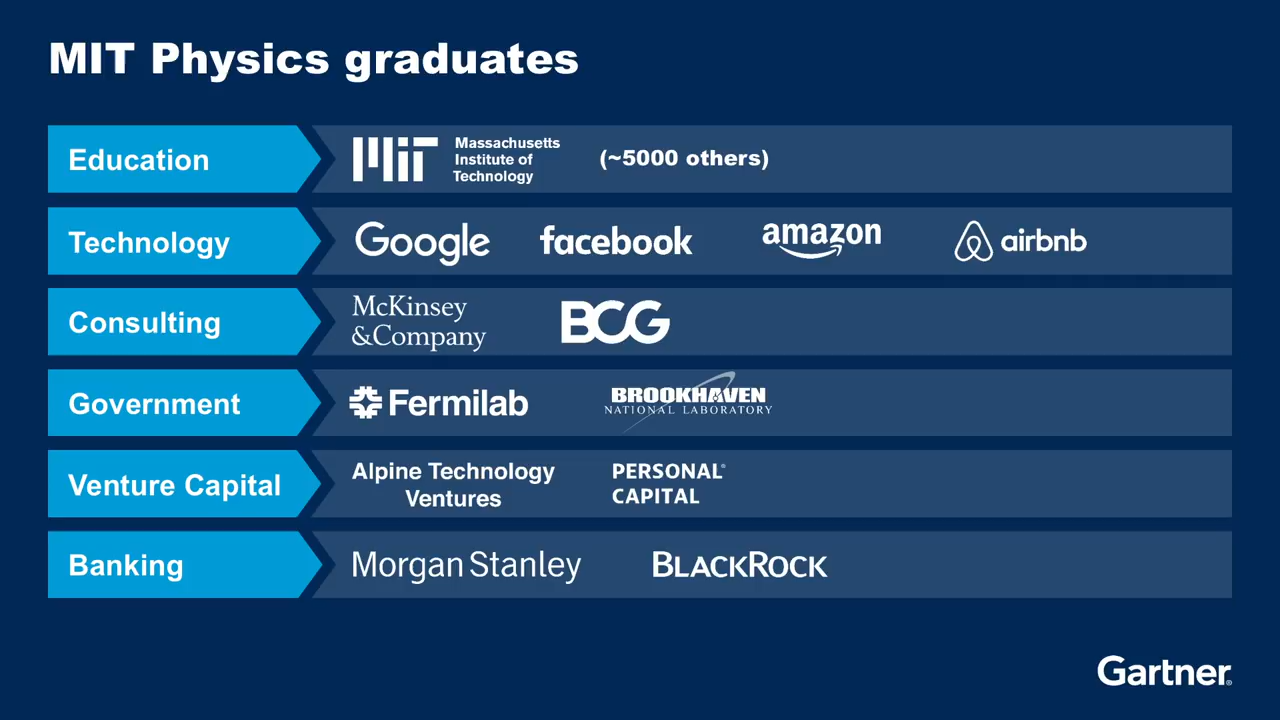 MIT Physics graduates
Education
Massachusetts
Institute of
Technology
(~5000 others)
Technology
Google
facebook
amazon
airbnb
Consulting
McKinsey
&Company
BCG
Government
Fermilab
BROOKHAVEN
NATIONAL LABORATORY
Venture Capital
Alpine Technology
Ventures
PERSONAL®
CAPITAL
Banking
Morgan Stanley
BLACKROCK
Gartner®